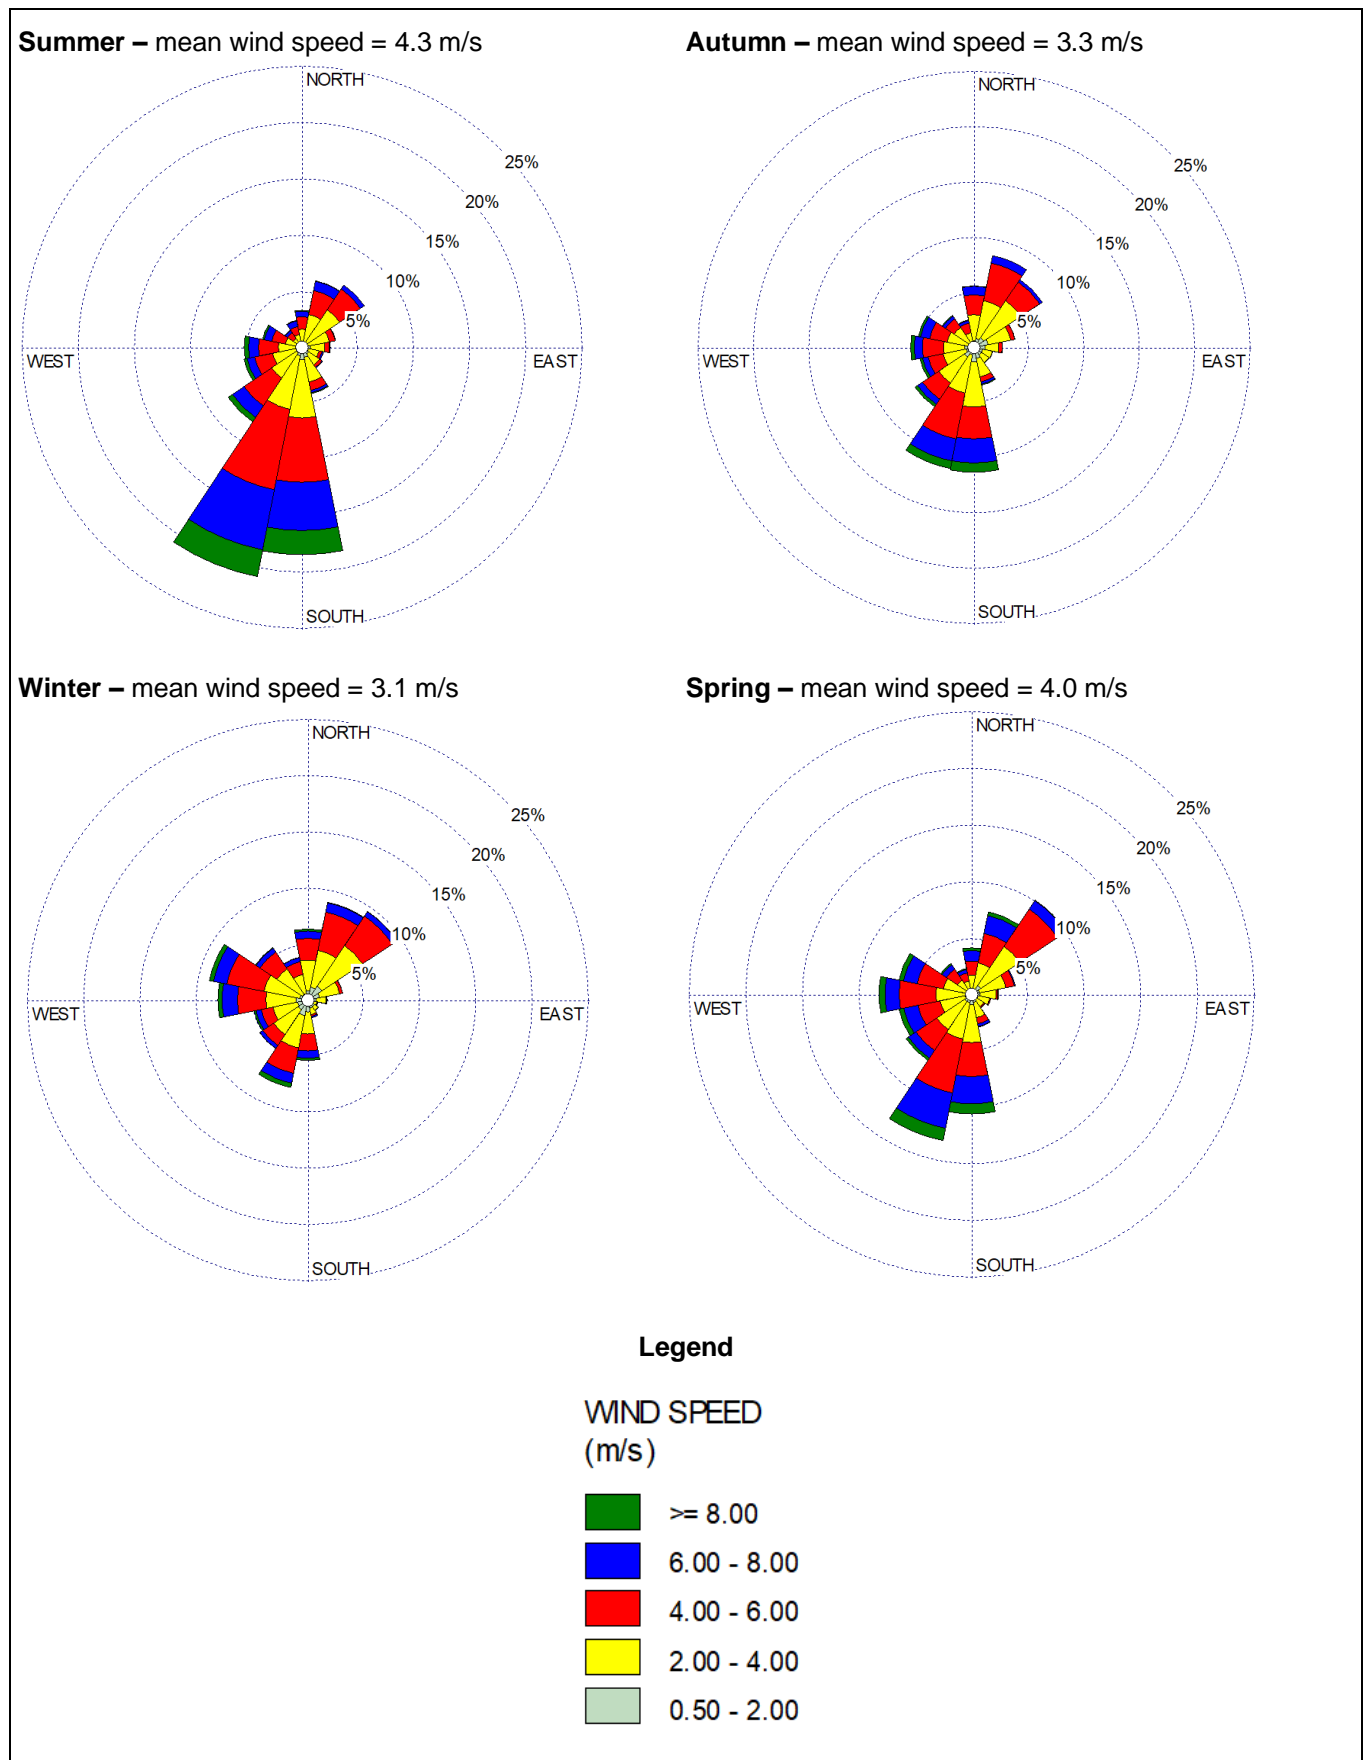 Summer – mean wind speed = 4.3 m/s
NORTH
25%
20%
15%
10%
5%
WEST
EAST
SOUTH
Autumn – mean wind speed = 3.3 m/s
NORTH
25%
20%
15%
10%
5%
WEST
EAST
SOUTH
Winter – mean wind speed = 3.1 m/s
NORTH
25%
20%
15%
10%
5%
WEST
EAST
SOUTH
Spring – mean wind speed = 4.0 m/s
NORTH
25%
20%
15%
10%
5%
WEST
EAST
SOUTH
Legend
WIND SPEED
(m/s)
>= 8.00
6.00 - 8.00
4.00 - 6.00
2.00 - 4.00
0.50 - 2.00